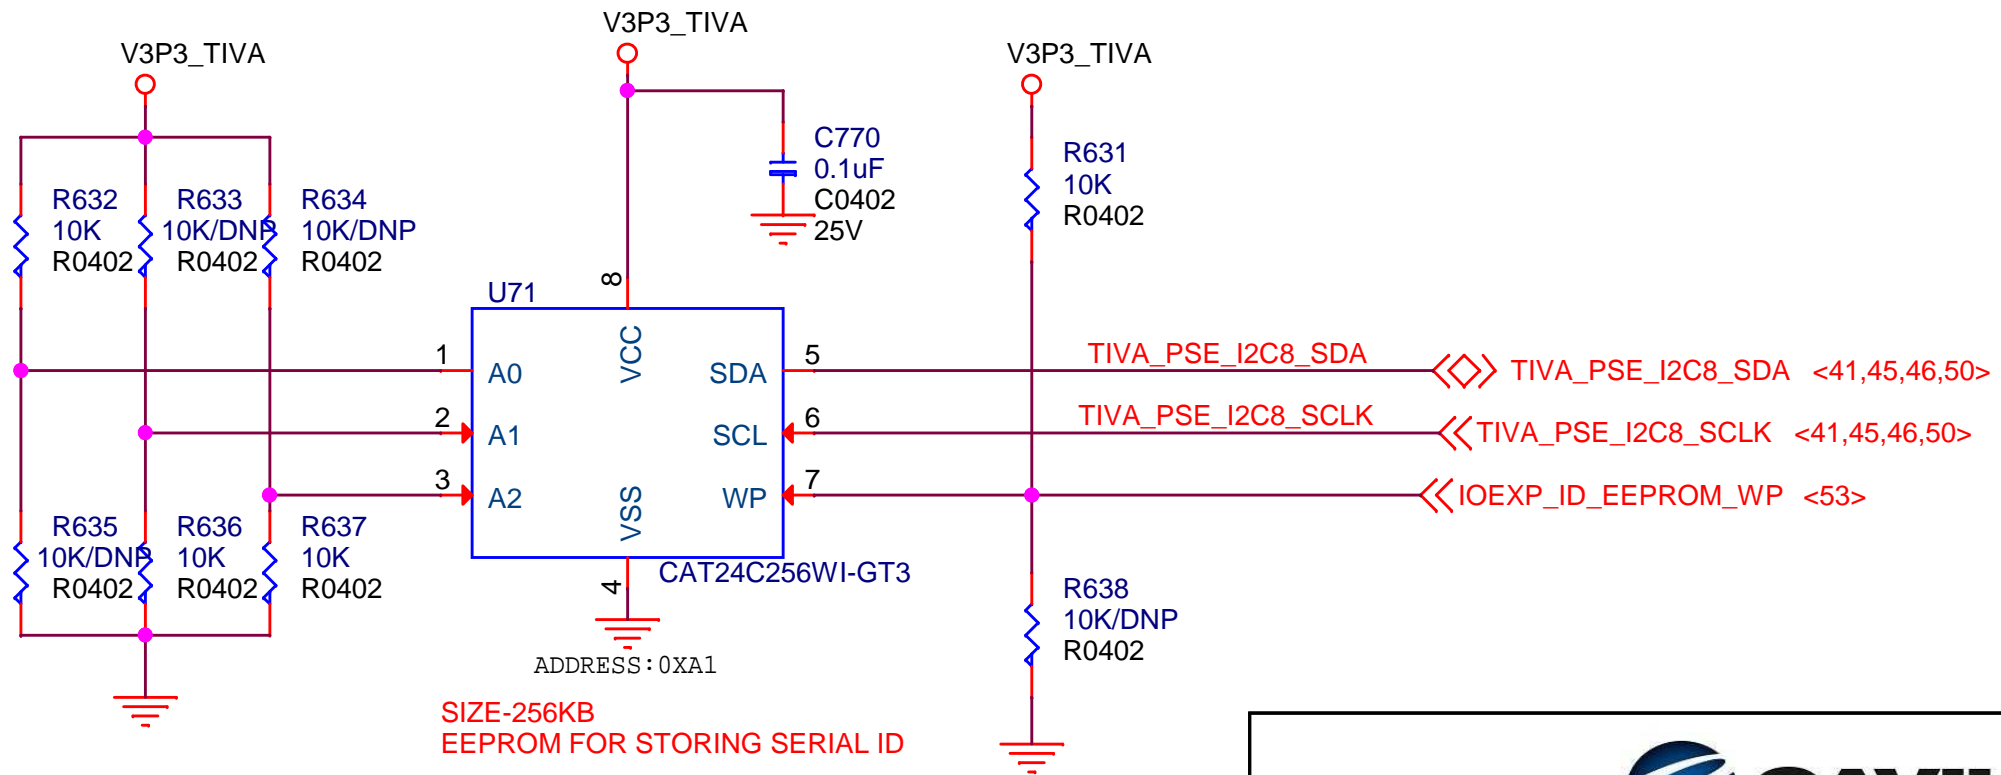 V3P3_TIVA
V3P3_TIVA
V3P3_TIVA
R632
10K
R0402
R633
10K/DNP
R0402
R634
10K/DNP
R0402
C770
0.1uF
C0402
25V
R631
10K
R0402
U71
8
VCC
1
A0
2
A1
3
A2
SDA
5
SCL
6
WP
7
VSS
4
CAT24C256WI-GT3
TIVA_PSE_I2C8_SDA
TIVA_PSE_I2C8_SDA <41,45,46,50>
TIVA_PSE_I2C8_SCLK
TIVA_PSE_I2C8_SCLK <41,45,46,50>
IOEXP_ID_EEPROM_WP <53>
R635
10K/DNP
R0402
R636
10K
R0402
R637
10K
R0402
R638
10K/DNP
R0402
ADDRESS:0XA1
SIZE-256KB
EEPROM FOR STORING SERIAL ID